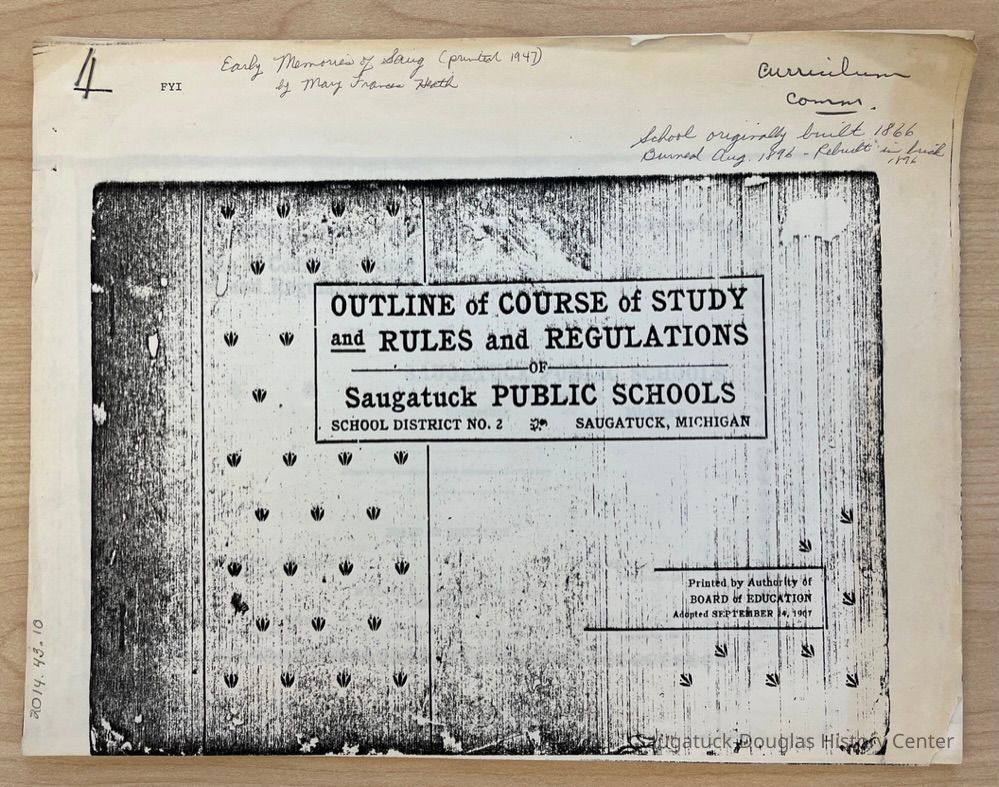 4
FYI
Early Memories of Saug (printed 1947)
by Mary Frances Heath
Curriculum
Comm.
School originally built 1866
Burned Aug. 1896 - Rebuilt in brick
1896
OUTLINE of COURSE of STUDY
and RULES and REGULATIONS
OF
Saugatuck PUBLIC SCHOOLS
SCHOOL DISTRICT NO. 2 SAUGATUCK, MICHIGAN
Printed by Authority of
BOARD of EDUCATION
Adopted SEPTEMBER 24, 1907
2014.43.10
Saugatuck-Douglas History Center